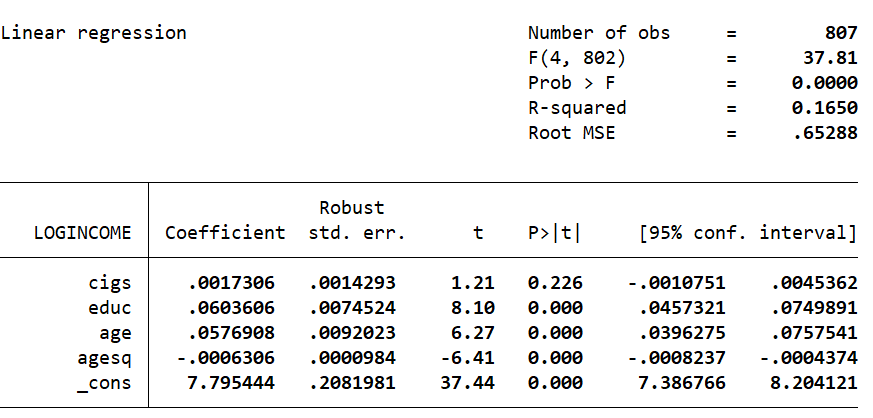 Linear regression Number of obs = 807
F(4, 802) = 37.81
Prob > F = 0.0000
R-squared = 0.1650
Root MSE = .65288
Robust
LOGINCOME Coefficient std. err. t P>|t| [95% conf. interval]
cigs .0017306 .0014293 1.21 0.226 -.0010751 .0045362
educ .0603606 .0074524 8.10 0.000 .0457321 .0749891
age .0576908 .0092023 6.27 0.000 .0396275 .0757541
agesq -.0006306 .0000984 -6.41 0.000 -.0008237 -.0004374
_cons 7.795444 .2081981 37.44 0.000 7.386766 8.204121